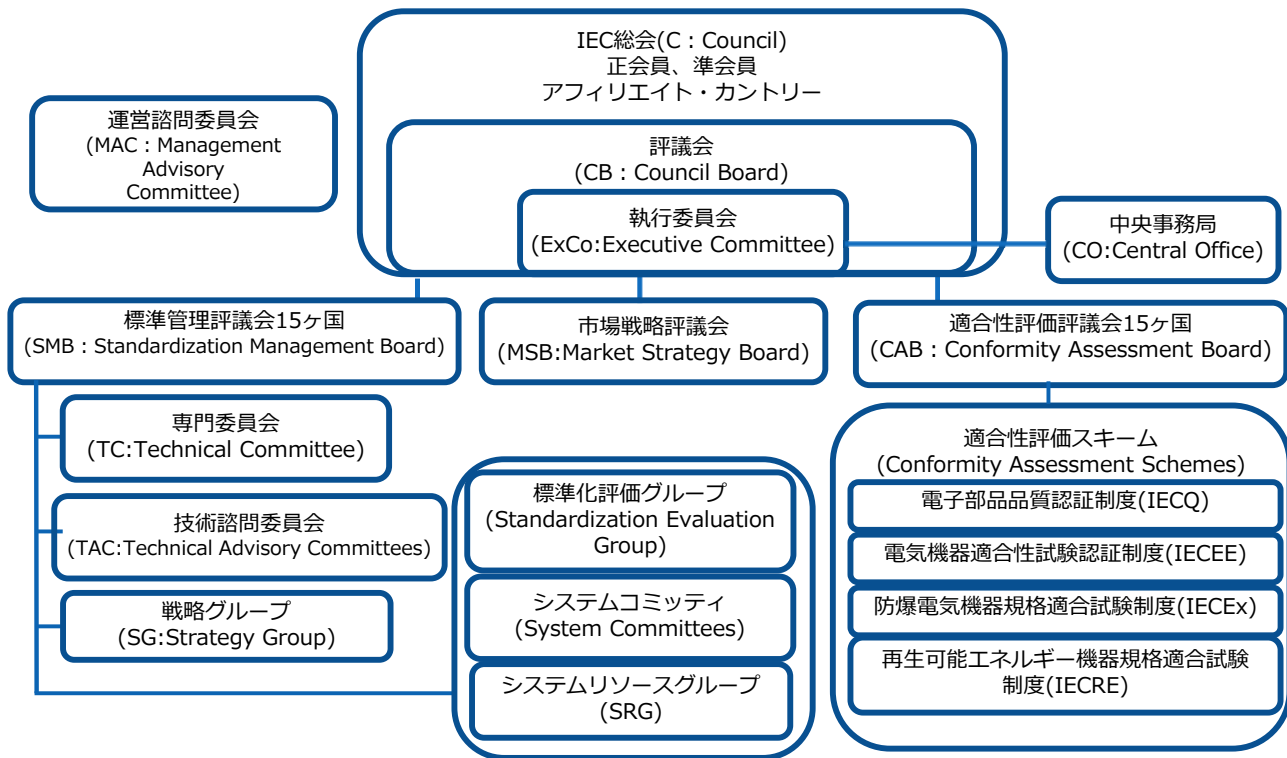 IEC総会(C：Council)
正会員、準会員
アフィリエイト・カントリー
運営諮問委員会
(MAC：Management
Advisory
Committee)
評議会
(CB：Council Board)
執行委員会
(ExCo:Executive Committee)
中央事務局
(CO:Central Office)
標準管理評議会15ヶ国
(SMB：Standardization Management Board)
市場戦略評議会
(MSB:Market Strategy Board)
適合性評価評議会15ヶ国
(CAB：Conformity Assessment Board)
専門委員会
(TC:Technical Committee)
技術諮問委員会
(TAC:Technical Advisory Committees)
戦略グループ
(SG:Strategy Group)
標準化評価グループ
(Standardization Evaluation
Group)
システムコミッティ
(System Committees)
システムリソースグループ
(SRG)
適合性評価スキーム
(Conformity Assessment Schemes)
電子部品品質認証制度(IECQ)
電気機器適合性試験認証制度(IECEE)
防爆電気機器規格適合試験制度(IECEx)
再生可能エネルギー機器規格適合試験
制度(IECRE)